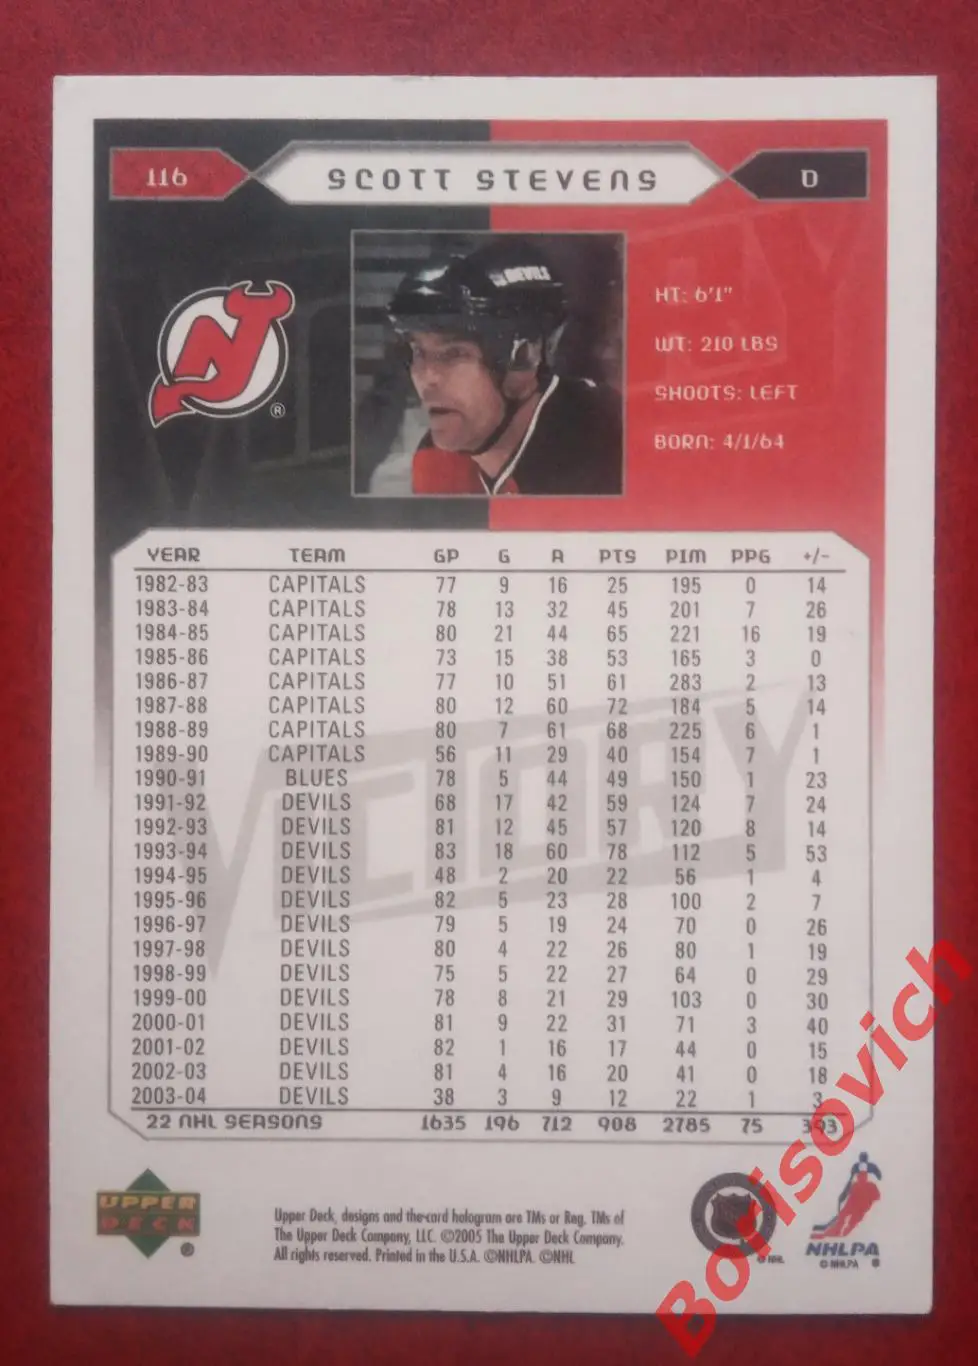 116 SCOTT STEVENS D
DEVILS
HT: 6'1"
WT: 210 LBS
SHOOTS: LEFT
BORN: 4/1/64
®
YEAR TEAM GP G A PTS PIM PPG +/-
1982-83 CAPITALS 77 9 16 25 195 0 14
1983-84 CAPITALS 78 13 32 45 201 7 26
1984-85 CAPITALS 80 21 44 65 221 16 19
1985-86 CAPITALS 73 15 38 53 165 3 0
1986-87 CAPITALS 77 10 51 61 283 2 13
1987-88 CAPITALS 80 12 60 72 184 5 14
1988-89 CAPITALS 80 7 61 68 225 6 1
1989-90 CAPITALS 56 11 29 40 154 7 1
1990-91 BLUES 78 5 44 49 150 1 23
1991-92 DEVILS 68 17 42 59 124 7 24
1992-93 DEVILS 81 12 45 57 120 8 14
1993-94 DEVILS 83 18 60 78 112 5 53
1994-95 DEVILS 48 2 20 22 56 1 4
1995-96 DEVILS 82 5 23 28 100 2 7
1996-97 DEVILS 79 5 19 24 70 0 26
1997-98 DEVILS 80 4 22 26 80 1 19
1998-99 DEVILS 75 5 22 27 64 0 29
1999-00 DEVILS 78 8 21 29 103 0 30
2000-01 DEVILS 81 9 22 31 71 3 40
2001-02 DEVILS 82 1 16 17 44 0 15
2002-03 DEVILS 81 4 16 20 41 0 18
2003-04 DEVILS 38 3 9 12 22 1 3
22 NHL SEASONS 1635 196 712 908 2785 75 393
VICTORY
UPPER
DECK
®
Upper Deck, designs and the card hologram are TMs or Reg. TMs of
The Upper Deck Company, LLC. ©2005 The Upper Deck Company.
All rights reserved. Printed in the U.S.A. ©NHLPA. ©NHL
NHL
© NHL
NHLPA
© NHLPA ®
Borisovich